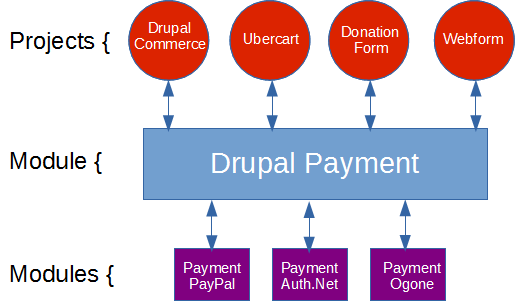 Projects {
Drupal
Commerce
Ubercart
Donation
Form
Webform
Module {
Drupal Payment
Modules {
Payment
PayPal
Payment
Auth.Net
Payment
Ogone